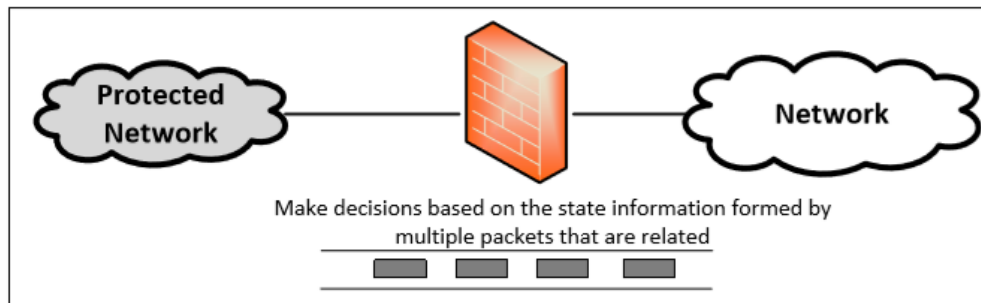 Protected
Network
Network
Make decisions based on the state information formed by
multiple packets that are related